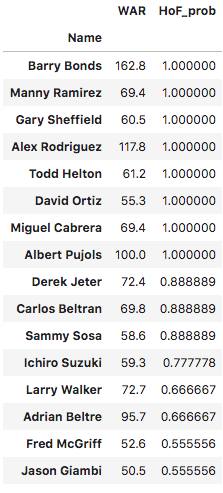 WAR HoF_prob
Name
Barry Bonds 162.8 1.000000
Manny Ramirez 69.4 1.000000
Gary Sheffield 60.5 1.000000
Alex Rodriguez 117.8 1.000000
Todd Helton 61.2 1.000000
David Ortiz 55.3 1.000000
Miguel Cabrera 69.4 1.000000
Albert Pujols 100.0 1.000000
Derek Jeter 72.4 0.888889
Carlos Beltran 69.8 0.888889
Sammy Sosa 58.6 0.888889
Ichiro Suzuki 59.3 0.777778
Larry Walker 72.7 0.666667
Adrian Beltre 95.7 0.666667
Fred McGriff 52.6 0.555556
Jason Giambi 50.5 0.555556